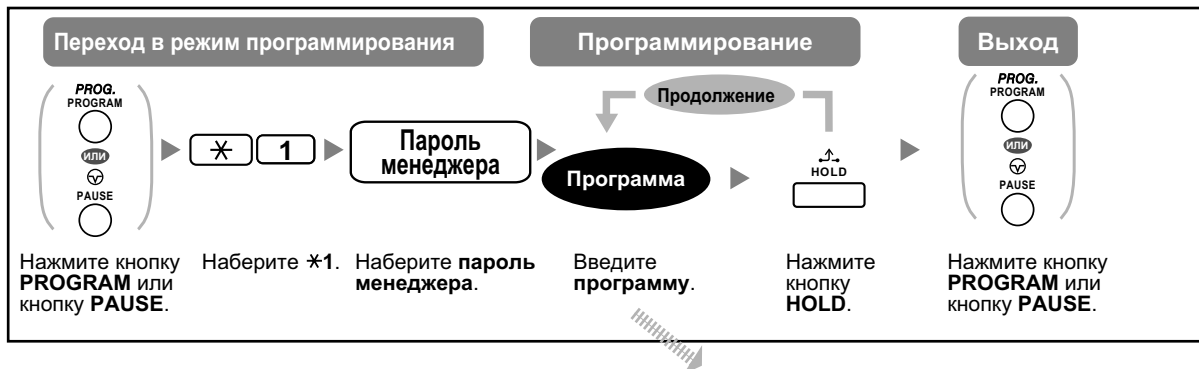 Переход в режим программирования
Программирование
Выход
PROG.
PROGRAM
или
PAUSE
✳ 1
Пароль
менеджера
Продолжение
Программа
HOLD
PROG.
PROGRAM
или
PAUSE
Нажмите кнопку
PROGRAM или
кнопку PAUSE.
Наберите ✳1.
Наберите пароль
менеджера.
Введите
программу.
Нажмите
кнопку
HOLD.
Нажмите кнопку
PROGRAM или
кнопку PAUSE.